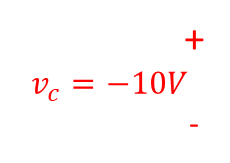 +
v_c = −10V
-